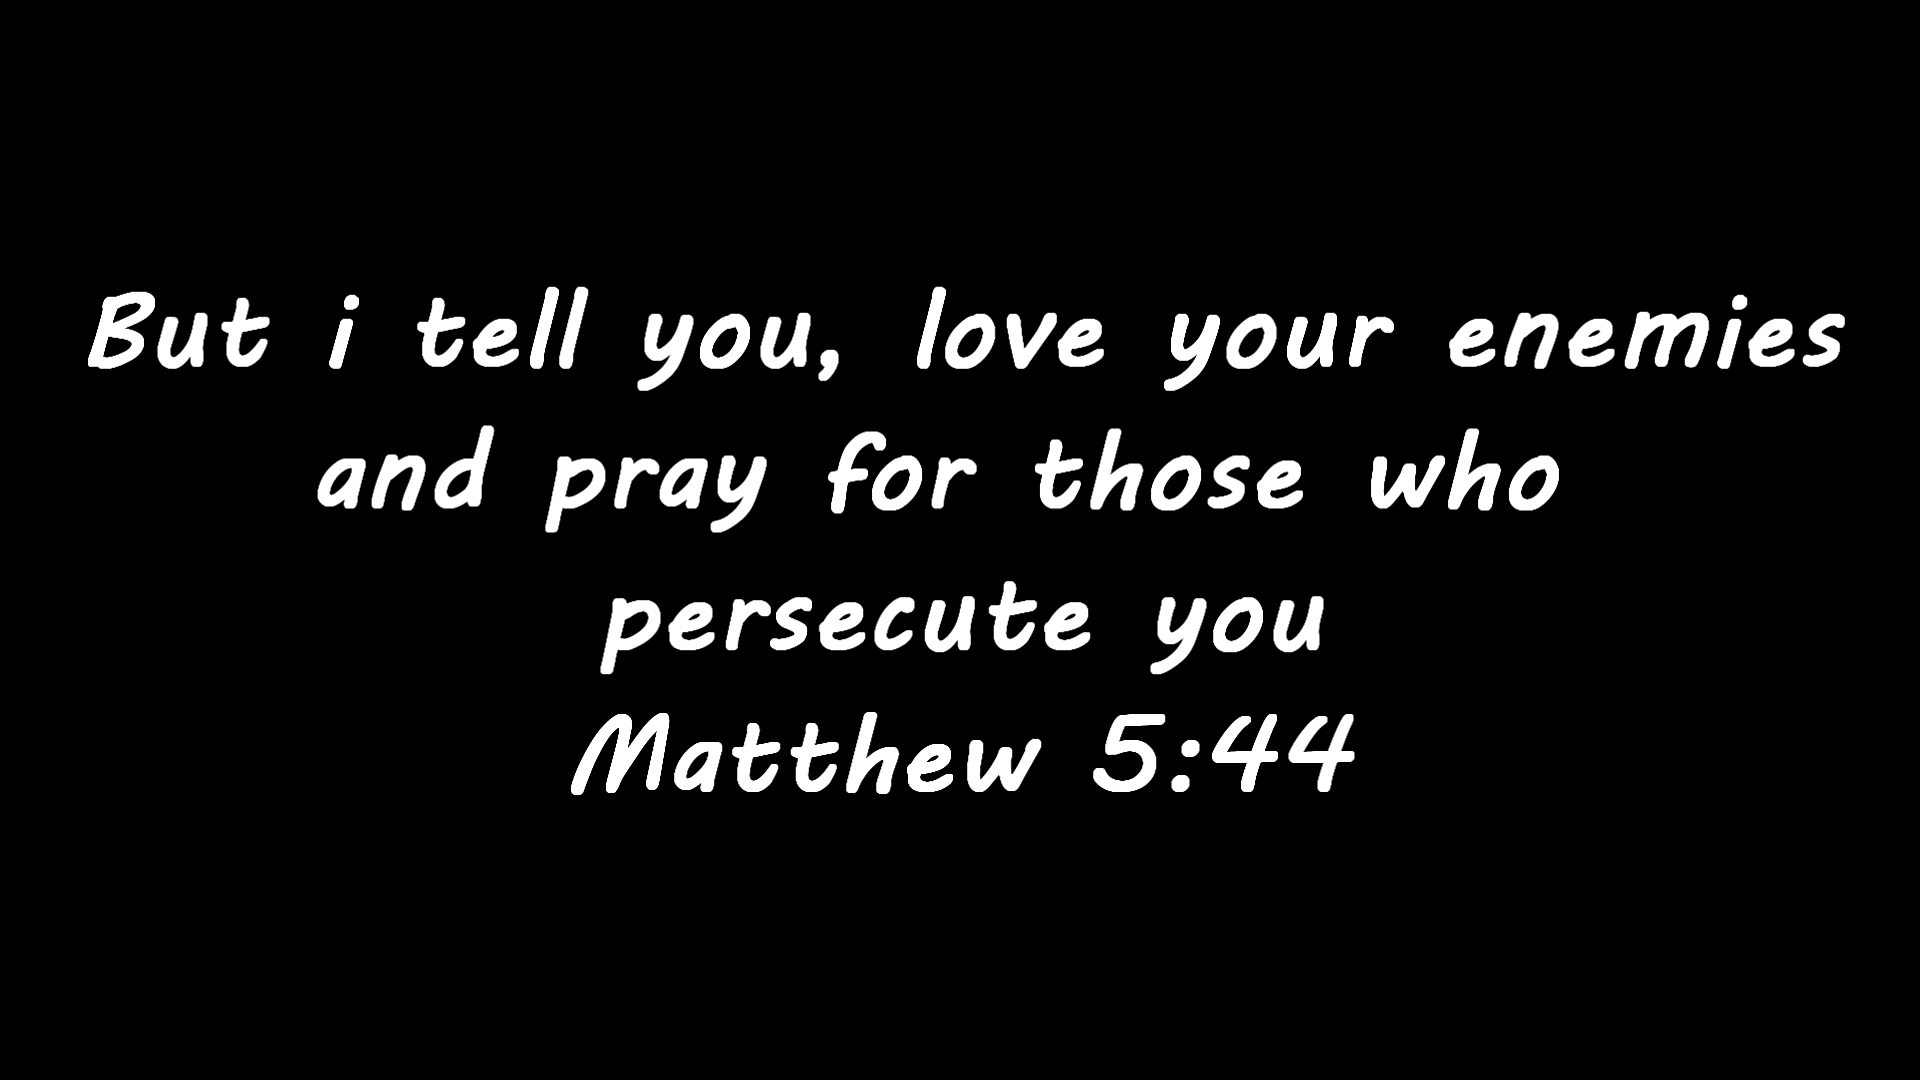 But i tell you, love your enemies
and pray for those who
persecute you
Matthew 5:44